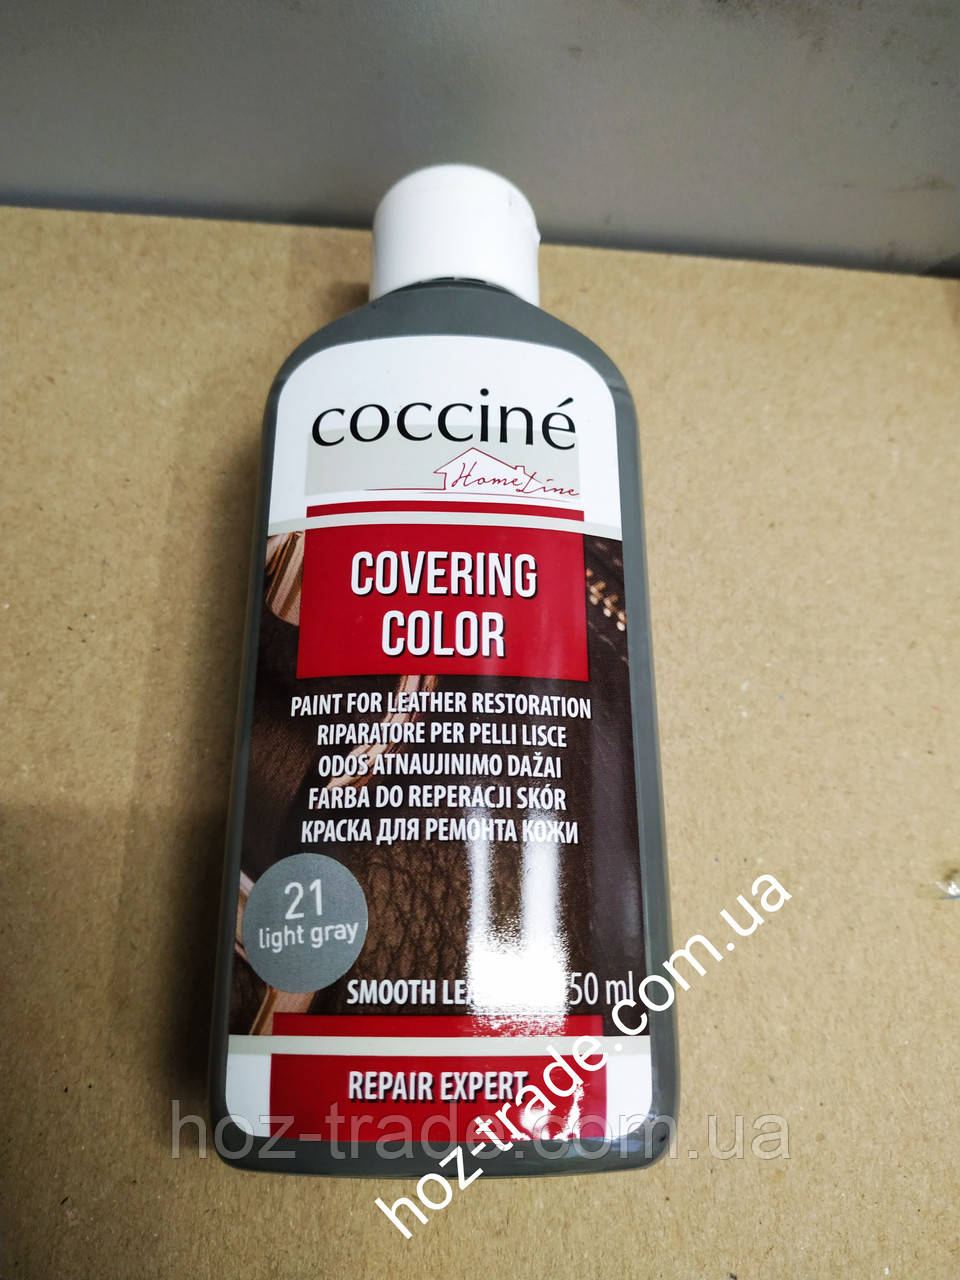 cocciné
Home Line
COVERING
COLOR
PAINT FOR LEATHER RESTORATION
RIPARATORE PER PELLI LISCE
ODOS ATNAUJINIMO DAŽAI
FARBA DO REPERACJI SKÓR
КРАСКА ДЛЯ РЕМОНТА КОЖИ
21
light gray
SMOOTH
50 ml
REPAIR EXPERT
hoz-trade.com.ua
hoz-trade.com.ua